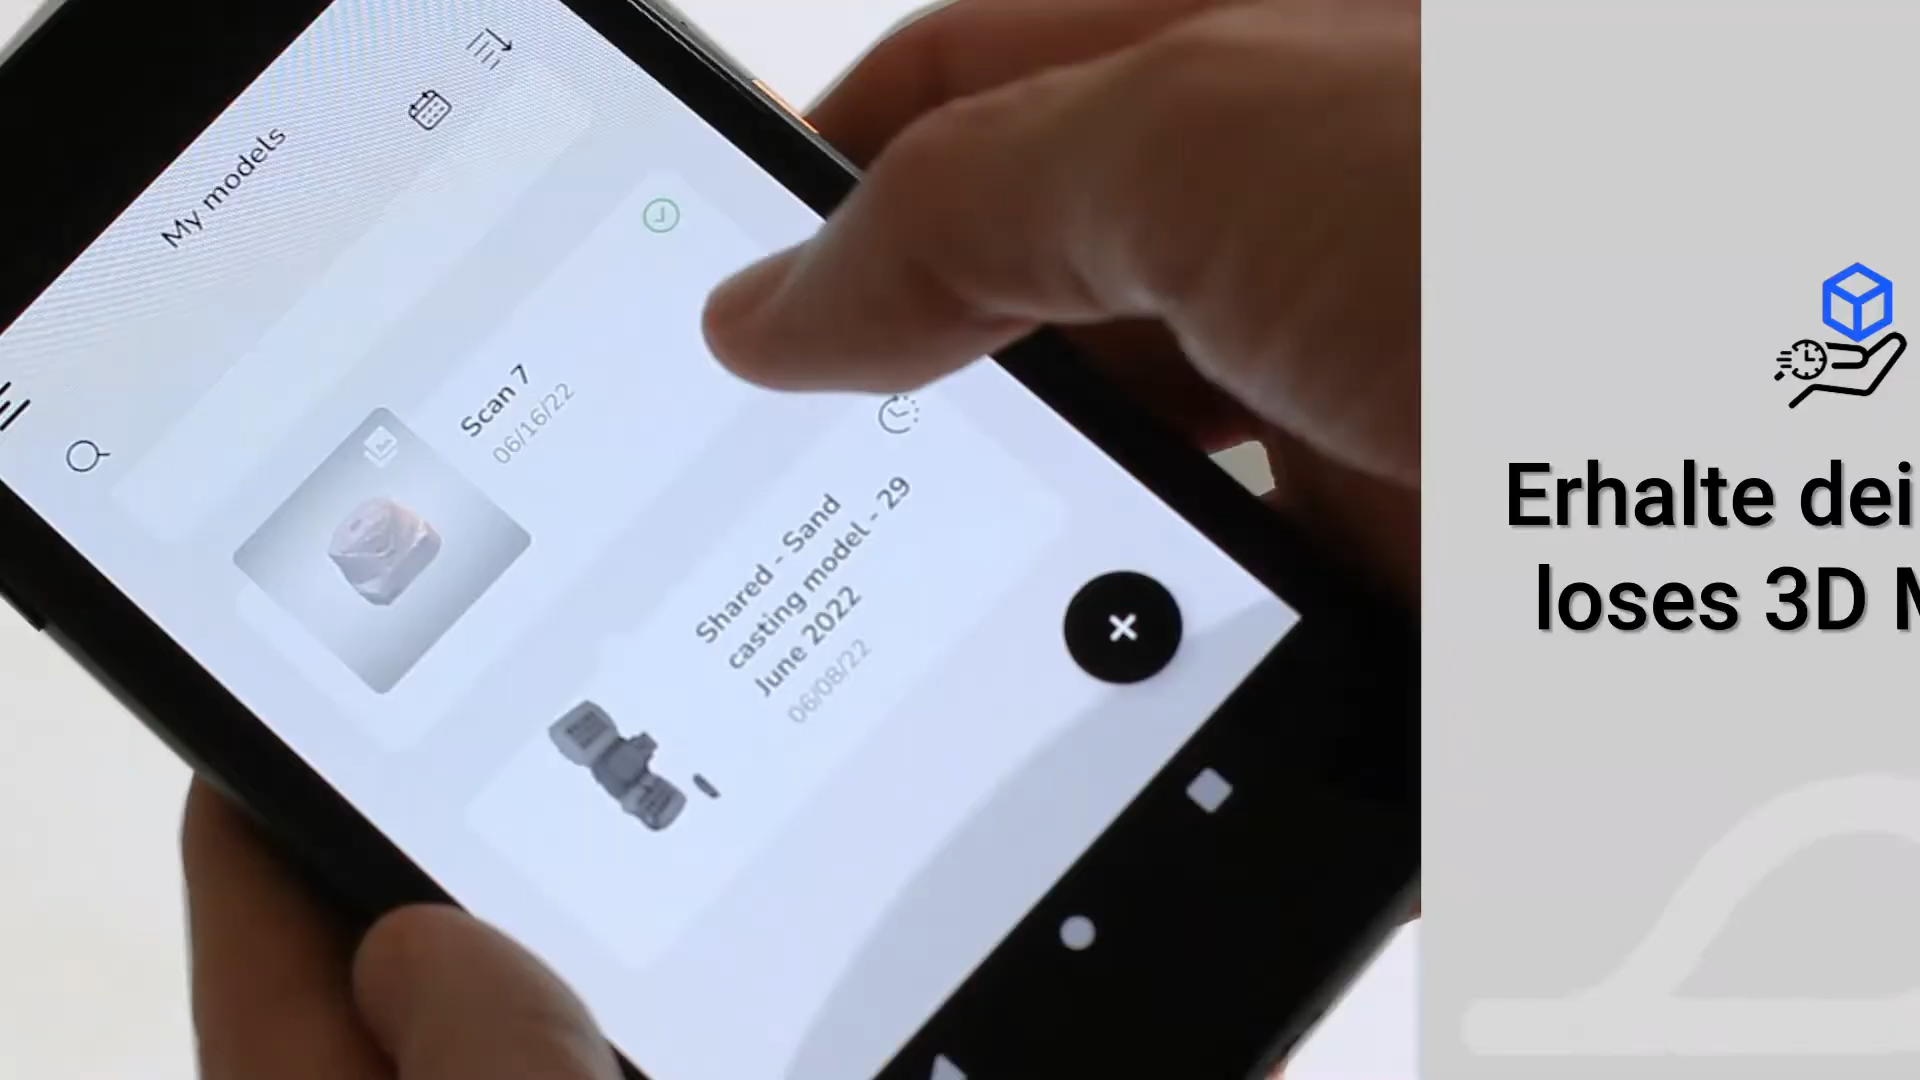 My models
Scan 7
06/16/22
Shared - Sand
casting model - 29
June 2022
06/08/22
Erhalte dei
loses 3D